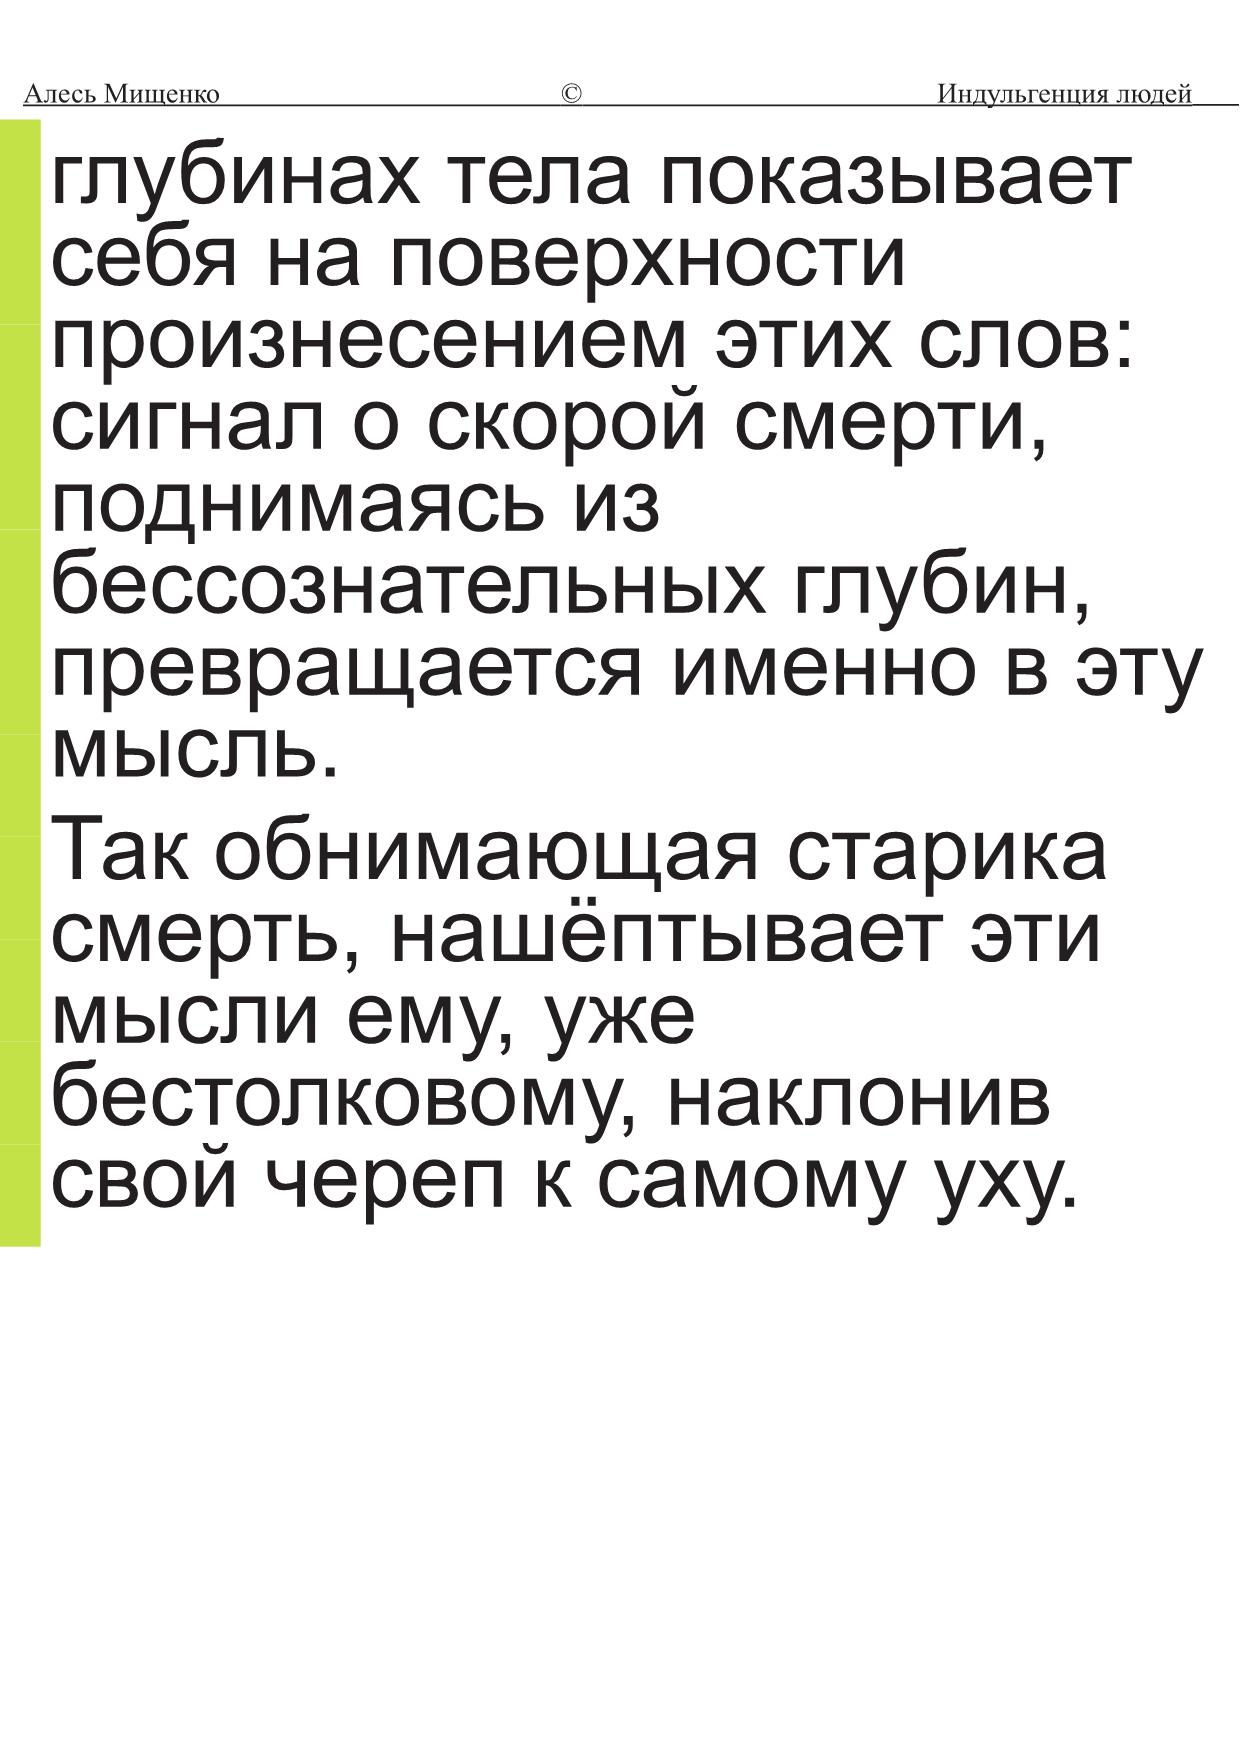 Алесь Мищенко © Индульгенция людей
глубинах тела показывает
себя на поверхности
произнесением этих слов:
сигнал о скорой смерти,
поднимаясь из
бессознательных глубин,
превращается именно в эту
мысль.
Так обнимающая старика
смерть, нашёптывает эти
мысли ему, уже
бестолковому, наклонив
свой череп к самому уху.